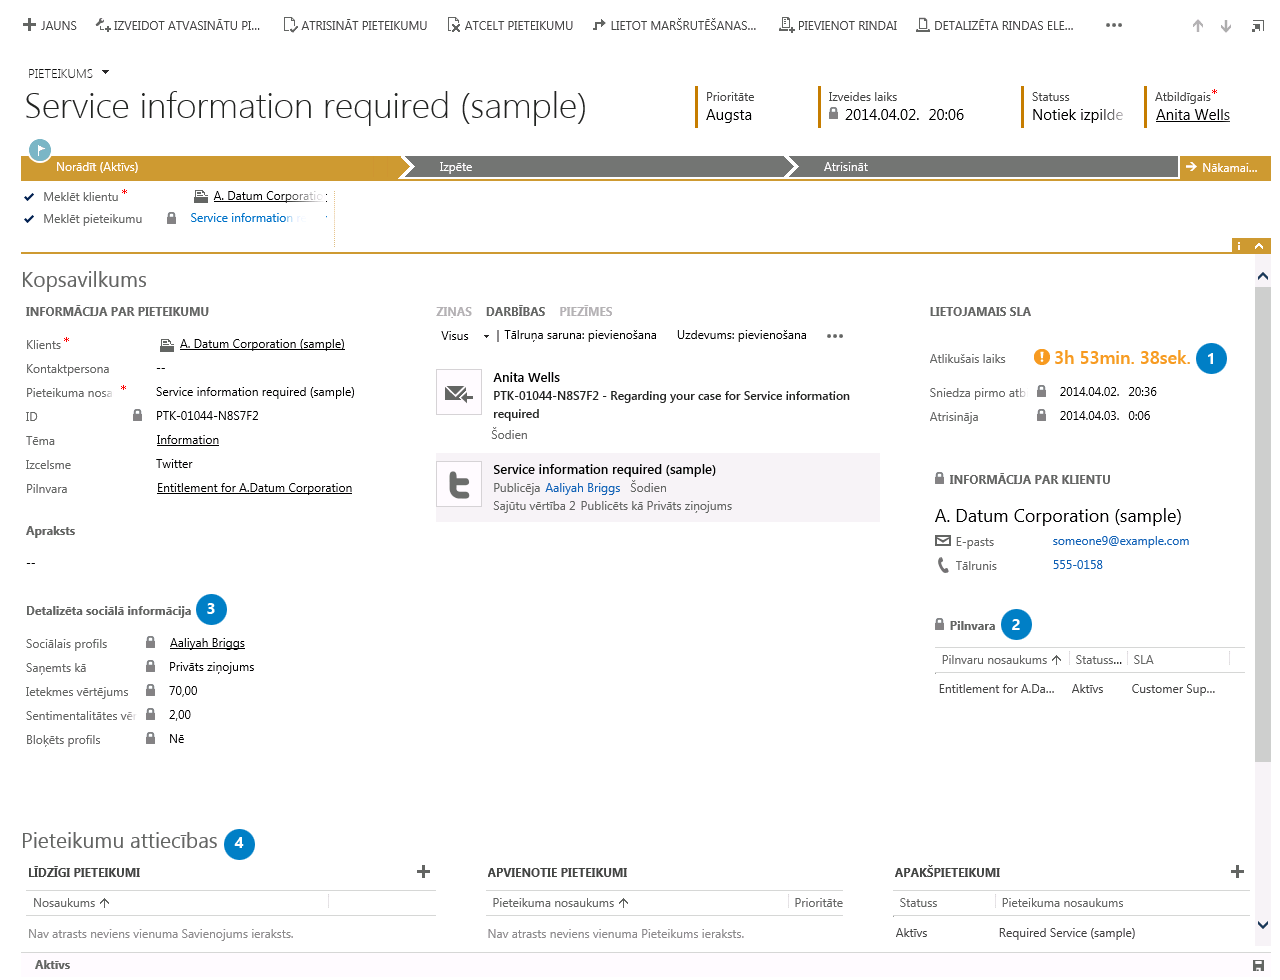 JAUNS IZVEIDOT ATVASINĀTU PI... ATRISINĀT PIETEIKUMU ATCELT PIETEIKUMU LIETOT MARŠRUTĒŠANAS... PIEVIENOT RINDAI DETALIZĒTA RINDAS ELE... •••
PIETEIKUMS
Service information required (sample)
Prioritāte
Augsta
Izveides laiks
2014.04.02. 20:06
Statuss
Notiek izpilde
Atbildīgais*
Anita Wells
Norādīt (Aktīvs) Izpēte Atrisināt Nākamai...
Meklēt klientu* A. Datum Corporatio
Meklēt pieteikumu Service information
Kopsavilkums
INFORMĀCIJA PAR PIETEIKUMU
Klients* A. Datum Corporation (sample)
Kontaktpersona --
Pieteikuma nosa * Service information required (sample)
ID PTK-01044-N8S7F2
Tēma Information
Izcelsme Twitter
Pilnvara Entitlement for A.Datum Corporation
Apraksts
--
Detalizēta sociālā informācija 3
Sociālais profils Aaliyah Briggs
Saņemts kā Privāts ziņojums
Ietekmes vērtējums 70,00
Sentimentalitātes vēr 2,00
Bloķēts profils Nē
ZIŅAS DARBĪBAS PIEZĪMES
Visus | Tālruņa saruna: pievienošana Uzdevums: pievienošana •••
Anita Wells
PTK-01044-N8S7F2 - Regarding your case for Service information
required
Šodien
Service information required (sample)
Publicēja Aaliyah Briggs Šodien
Sajūtu vērtība 2 Publicēts kā Privāts ziņojums
LIETOJAMAIS SLA
Atlikušais laiks 3h 53min. 38sek. 1
Sniedza pirmo atb 2014.04.02. 20:36
Atrisināja 2014.04.03. 0:06
INFORMĀCIJA PAR KLIENTU
A. Datum Corporation (sample)
E-pasts someone9@example.com
Tālrunis 555-0158
Pilnvara 2
Pilnvaru nosaukums Statuss... SLA
Entitlement for A.Da... Aktīvs Customer Sup...
Pieteikumu attiecības 4
LĪDZĪGI PIETEIKUMI
Nosaukums
Nav atrasts neviens vienuma Savienojums ieraksts.
APVIENOTIE PIETEIKUMI
Pieteikuma nosaukums Prioritāte
Nav atrasts neviens vienuma Pieteikums ieraksts.
APAKŠPIETEIKUMI
Statuss Pieteikuma nosaukums
Aktīvs Required Service (sample)
Aktīvs